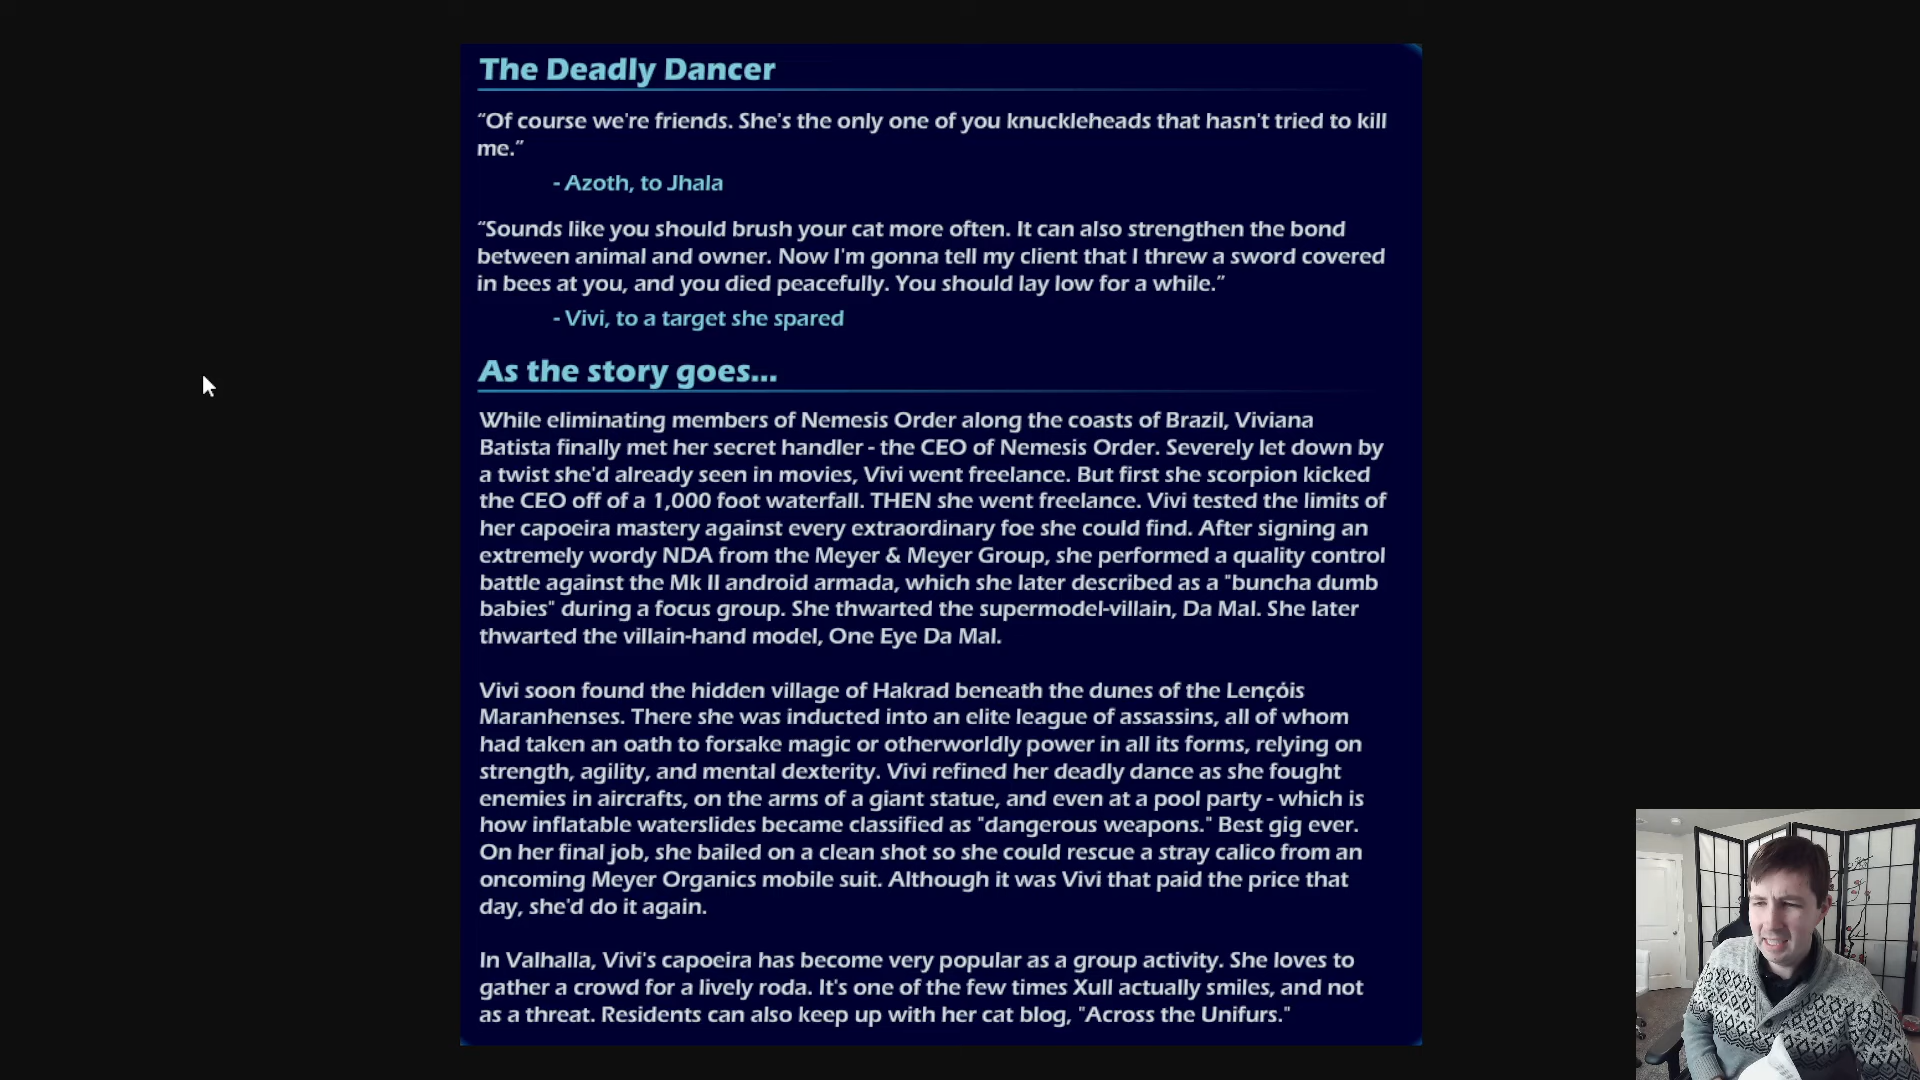 The Deadly Dancer
“Of course we're friends. She's the only one of you knuckleheads that hasn't tried to kill
me.”
- Azoth, to Jhala
“Sounds like you should brush your cat more often. It can also strengthen the bond
between animal and owner. Now I'm gonna tell my client that I threw a sword covered
in bees at you, and you died peacefully. You should lay low for a while.”
- Vivi, to a target she spared
As the story goes...
While eliminating members of Nemesis Order along the coasts of Brazil, Viviana
Batista finally met her secret handler - the CEO of Nemesis Order. Severely let down by
a twist she'd already seen in movies, Vivi went freelance. But first she scorpion kicked
the CEO off of a 1,000 foot waterfall. THEN she went freelance. Vivi tested the limits of
her capoeira mastery against every extraordinary foe she could find. After signing an
extremely wordy NDA from the Meyer & Meyer Group, she performed a quality control
battle against the Mk II android armada, which she later described as a "buncha dumb
babies" during a focus group. She thwarted the supermodel-villain, Da Mal. She later
thwarted the villain-hand model, One Eye Da Mal.
Vivi soon found the hidden village of Hakrad beneath the dunes of the Lençóis
Maranhenses. There she was inducted into an elite league of assassins, all of whom
had taken an oath to forsake magic or otherworldly power in all its forms, relying on
strength, agility, and mental dexterity. Vivi refined her deadly dance as she fought
enemies in aircrafts, on the arms of a giant statue, and even at a pool party - which is
how inflatable waterslides became classified as "dangerous weapons." Best gig ever.
On her final job, she bailed on a clean shot so she could rescue a stray calico from an
oncoming Meyer Organics mobile suit. Although it was Vivi that paid the price that
day, she'd do it again.
In Valhalla, Vivi's capoeira has become very popular as a group activity. She loves to
gather a crowd for a lively roda. It's one of the few times Xull actually smiles, and not
as a threat. Residents can also keep up with her cat blog, "Across the Unifurs."